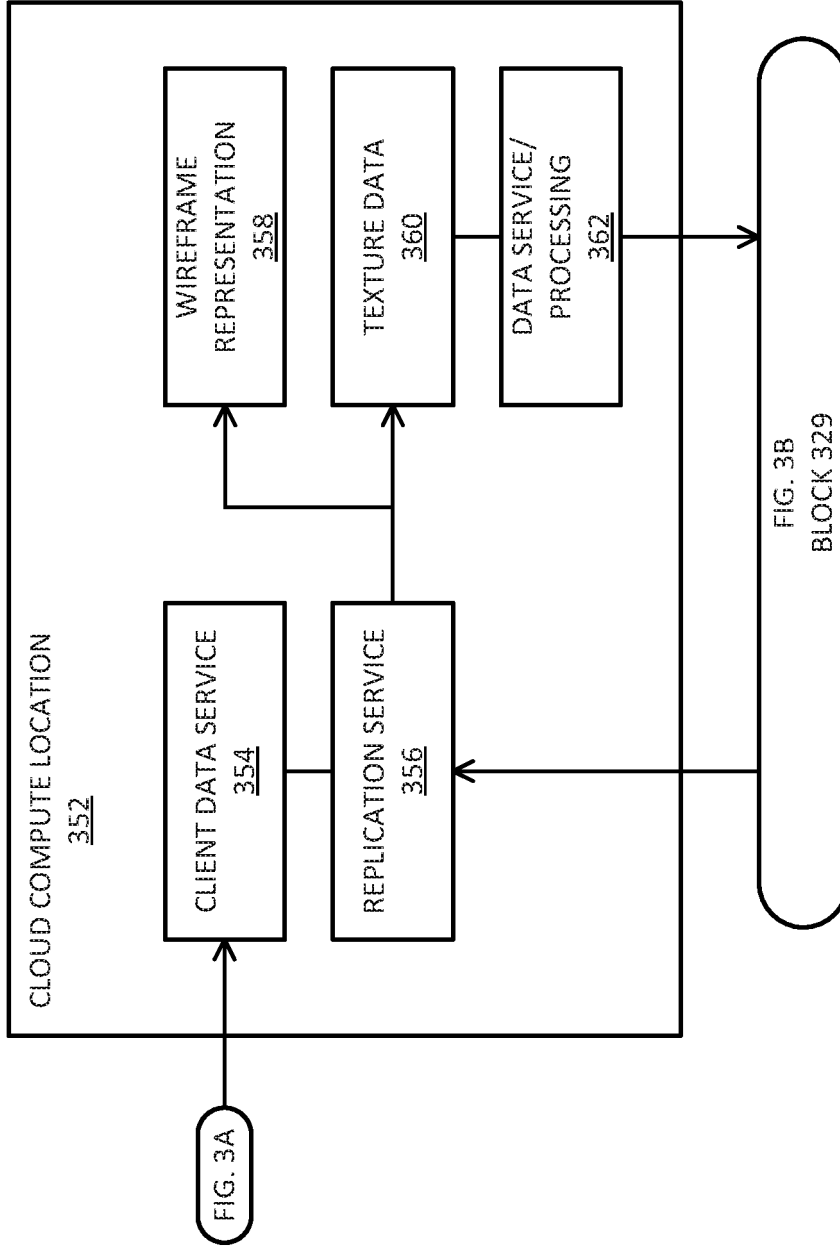 CLOUD COMPUTE LOCATION
352
FIG. 3A
CLIENT DATA SERVICE
354
WIREFRAME
REPRESENTATION
358
REPLICATION SERVICE
356
TEXTURE DATA
360
DATA SERVICE/
PROCESSING
362
FIG. 3B
BLOCK 329